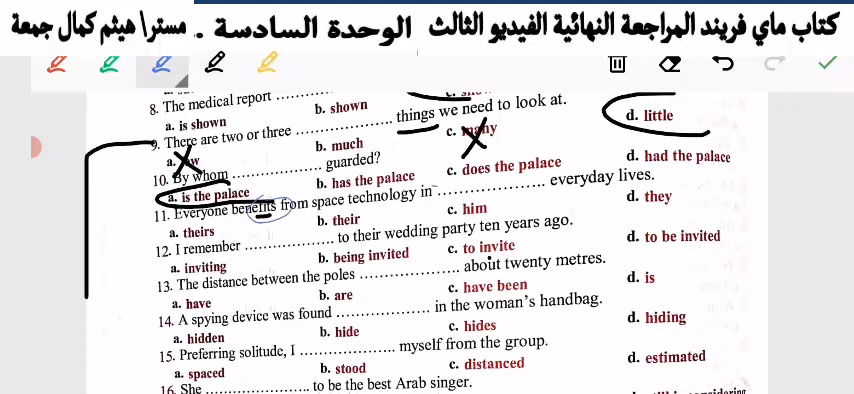 كتاب ماي فريند المراجعة النهائية الفيديو الثالث الوحدة السادسة . مستر\ هيثم كمال جمعة
8. The medical report ..............
a. is shown b. shown
9. There are two or three .................... things we need to look at.
b. much c. many d. little
10. By whom .................... guarded?
a. is the palace b. has the palace c. does the palace d. had the palace
11. Everyone benefits from space technology in ........................ everyday lives.
a. theirs b. their c. him d. they
12. I remember .................... to their wedding party ten years ago.
a. inviting b. being invited c. to invite d. to be invited
13. The distance between the poles ...................... about twenty metres.
a. have b. are c. have been d. is
14. A spying device was found .................... in the woman's handbag.
a. hidden b. hide c. hides d. hiding
15. Preferring solitude, I ...................... myself from the group.
a. spaced b. stood c. distanced d. estimated
16. She ........................ to be the best Arab singer.